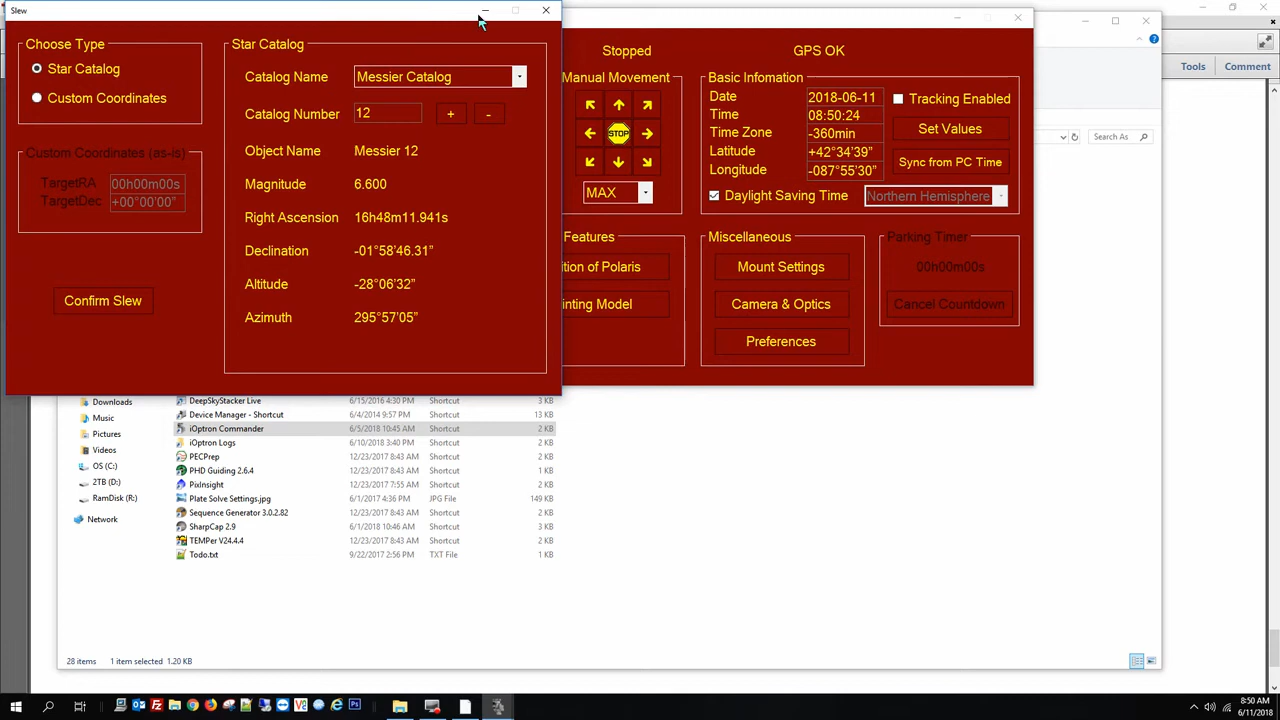 Slew
Choose Type
Star Catalog
Custom Coordinates
Custom Coordinates (as-is)
TargetRA 00h00m00s
TargetDec +00°00'00"
Confirm Slew
Star Catalog
Catalog Name Messier Catalog
Catalog Number 12 + -
Object Name Messier 12
Magnitude 6.600
Right Ascension 16h48m11.941s
Declination -01°58'46.31"
Altitude -28°06'32"
Azimuth 295°57'05"
Stopped GPS OK
Manual Movement
STOP
MAX
Basic Infomation
Date 2018-06-11
Time 08:50:24
Time Zone -360min
Latitude +42°34'39"
Longitude -087°55'30"
Tracking Enabled
Set Values
Sync from PC Time
Daylight Saving Time Northern Hemisphere
Features
ition of Polaris
inting Model
Miscellaneous
Mount Settings
Camera & Optics
Preferences
Parking Timer
00h00m00s
Cancel Countdown
Tools Comment
Search As
Downloads
Music
Pictures
Videos
OS (C:)
2TB (D:)
RamDisk (R:)
Network
DeepSkyStacker Live 6/15/2016 4:30 PM Shortcut 3 KB
Device Manager - Shortcut 6/4/2014 9:57 PM Shortcut 13 KB
iOptron Commander 6/5/2018 10:45 AM Shortcut 2 KB
iOptron Logs 6/10/2018 3:40 PM Shortcut 2 KB
PECPrep 12/23/2017 8:43 AM Shortcut 2 KB
PHD Guiding 2.6.4 12/23/2017 8:43 AM Shortcut 1 KB
PixInsight 12/23/2017 7:55 AM Shortcut 2 KB
Plate Solve Settings.jpg 6/1/2017 4:36 PM JPG File 149 KB
Sequence Generator 3.0.2.82 12/23/2017 8:43 AM Shortcut 2 KB
SharpCap 2.9 6/1/2018 10:46 AM Shortcut 3 KB
TEMPer V24.4.4 12/23/2017 8:43 AM Shortcut 2 KB
Todo.txt 9/22/2017 2:56 PM TXT File 1 KB
28 items 1 item selected 1.20 KB
8:50 AM
6/11/2018